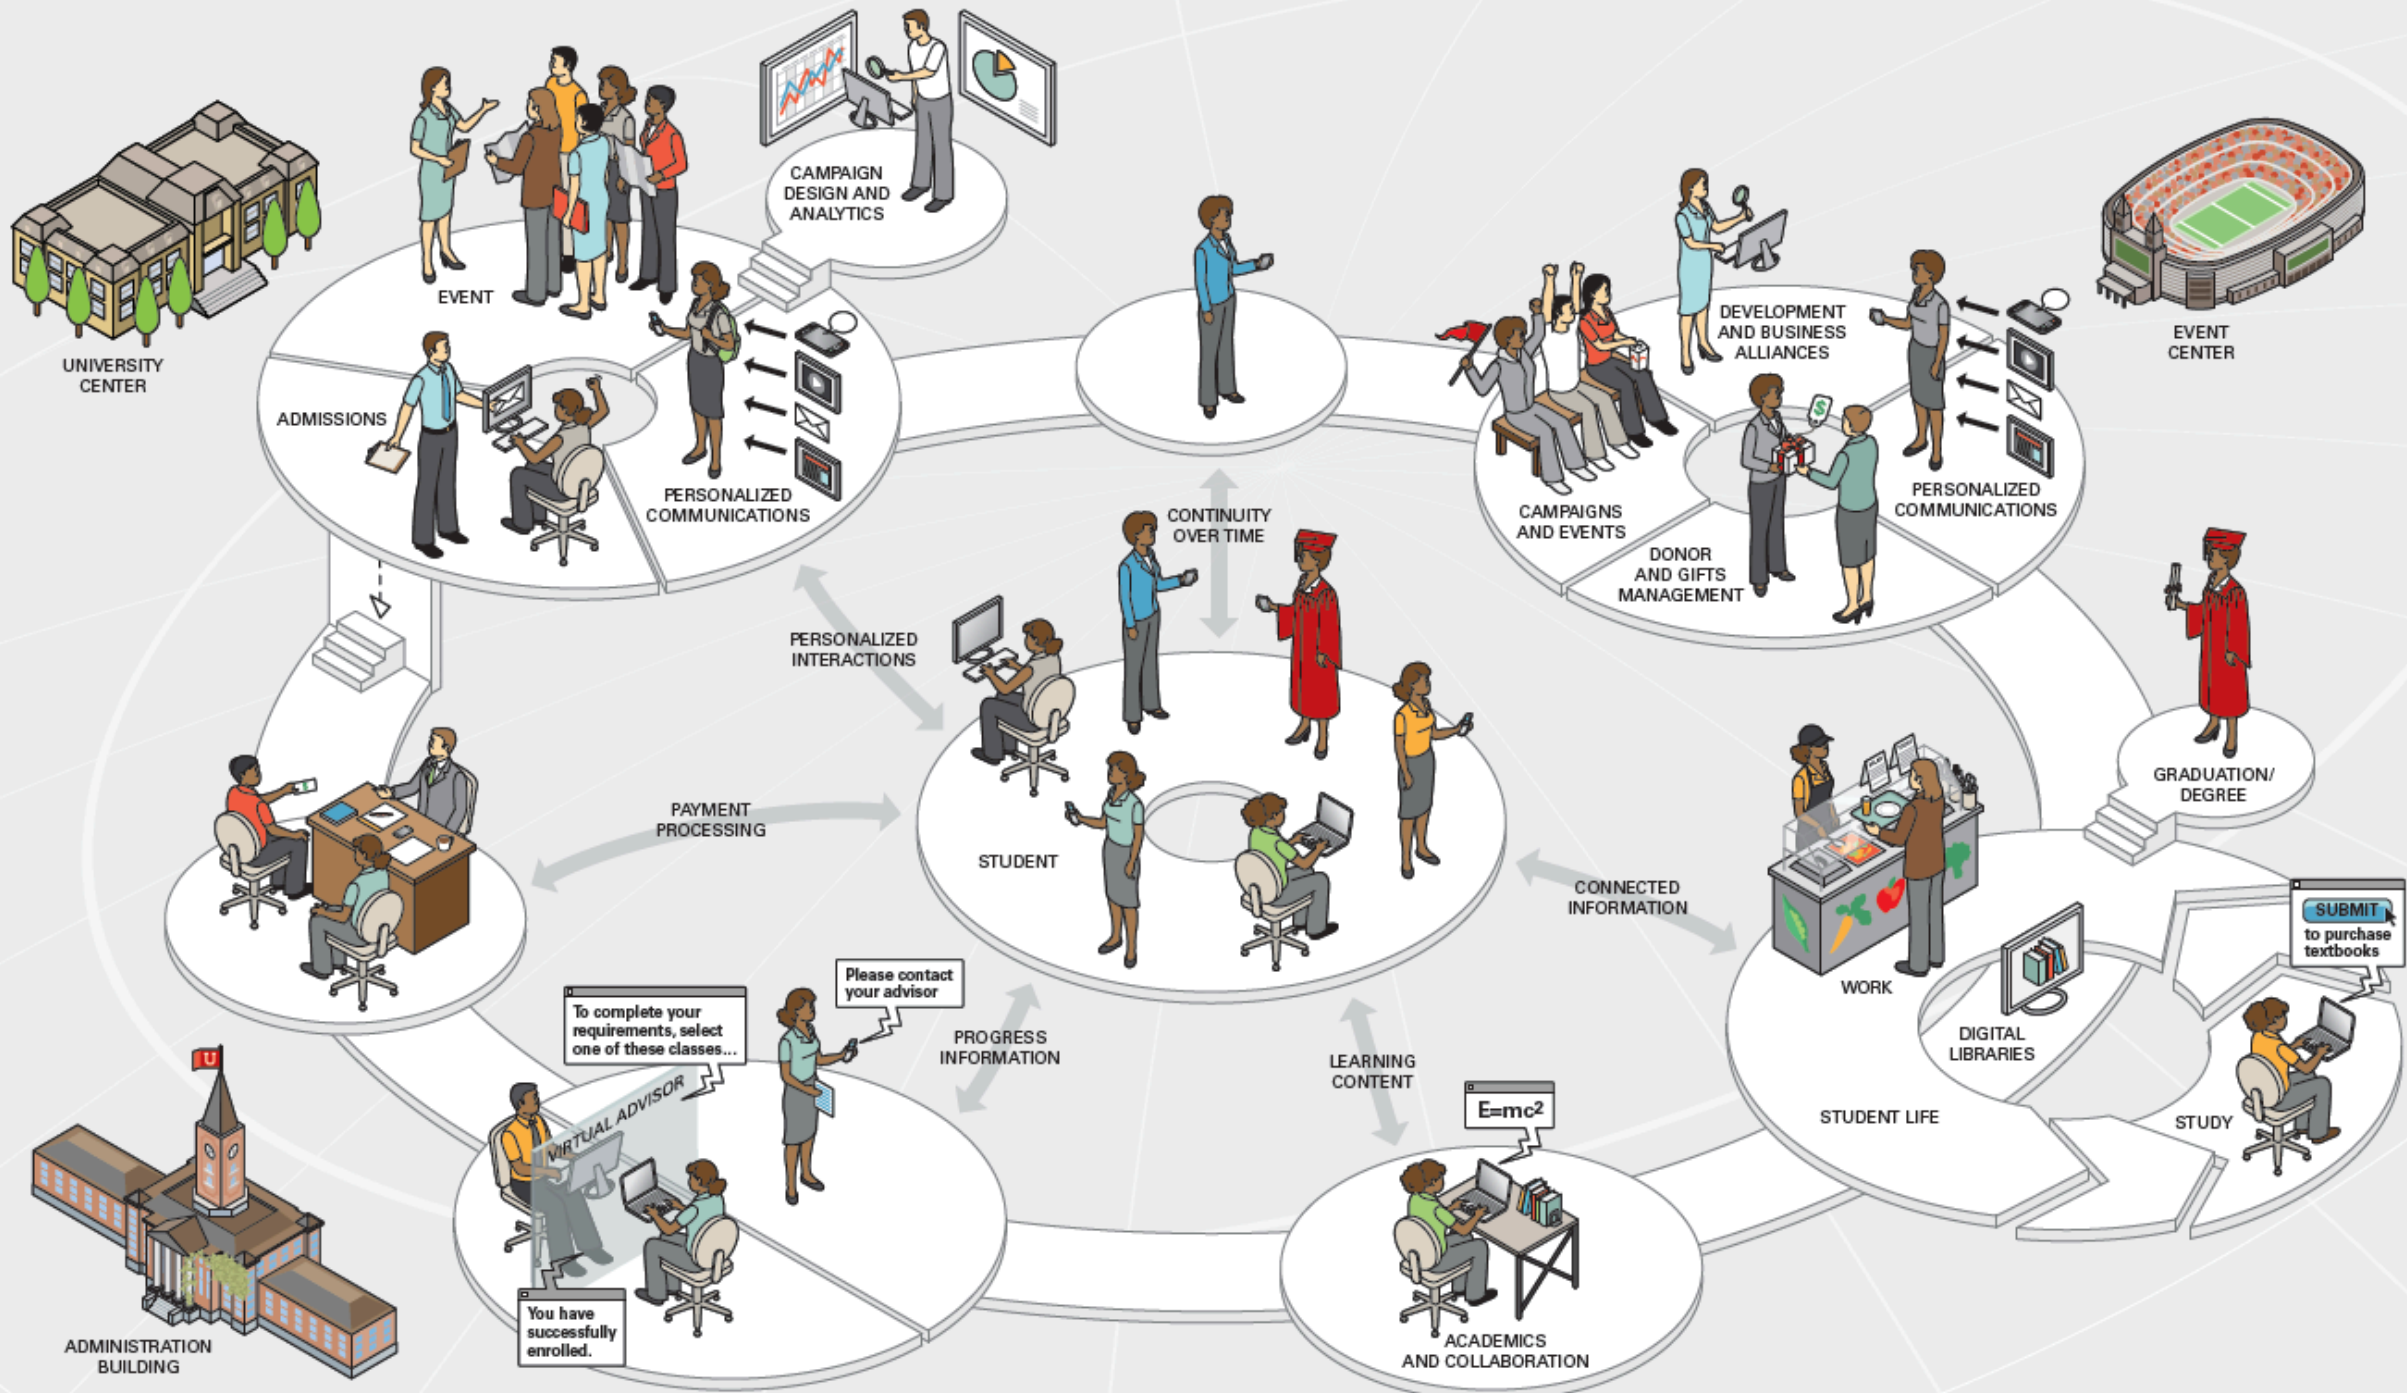 CAMPAIGN
DESIGN AND
ANALYTICS
EVENT
UNIVERSITY
CENTER
ADMISSIONS
PERSONALIZED
COMMUNICATIONS
DEVELOPMENT
AND BUSINESS
ALLIANCES
$
EVENT
CENTER
CAMPAIGNS
AND EVENTS
PERSONALIZED
COMMUNICATIONS
DONOR
AND GIFTS
MANAGEMENT
CONTINUITY
OVER TIME
PERSONALIZED
INTERACTIONS
GRADUATION/
DEGREE
PAYMENT
PROCESSING
STUDENT
CONNECTED
INFORMATION
SUBMIT
to purchase
textbooks
WORK
DIGITAL
LIBRARIES
STUDENT LIFE
STUDY
Please contact
your advisor
To complete your
requirements, select
one of these classes...
PROGRESS
INFORMATION
LEARNING
CONTENT
VIRTUAL ADVISOR
E=mc²
U
You have
successfully
enrolled.
ADMINISTRATION
BUILDING
ACADEMICS
AND COLLABORATION